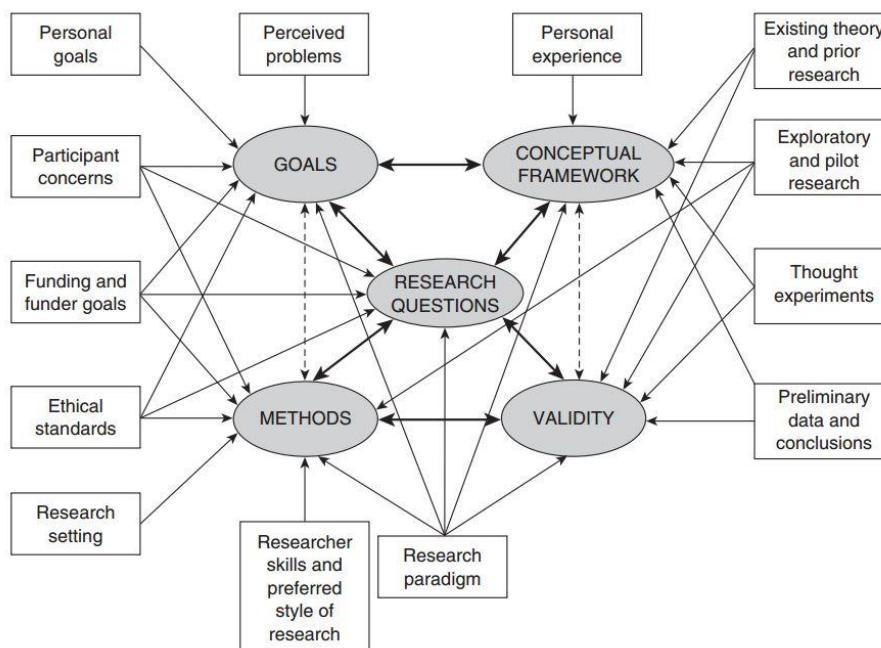 Personal
goals
Perceived
problems
Personal
experience
Existing theory
and prior
research
Participant
concerns
GOALS
CONCEPTUAL
FRAMEWORK
Exploratory
and pilot
research
Funding and
funder goals
RESEARCH
QUESTIONS
Thought
experiments
Ethical
standards
METHODS
VALIDITY
Preliminary
data and
conclusions
Research
setting
Researcher
skills and
preferred
style of
research
Research
paradigm